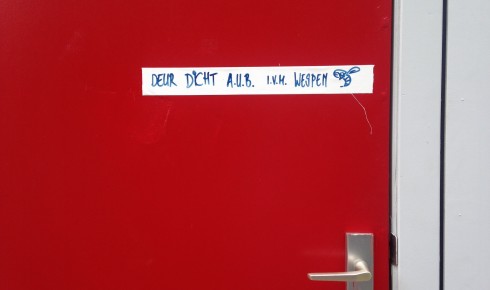 DEUR DICHT A.U.B. I.V.M. WESPEN